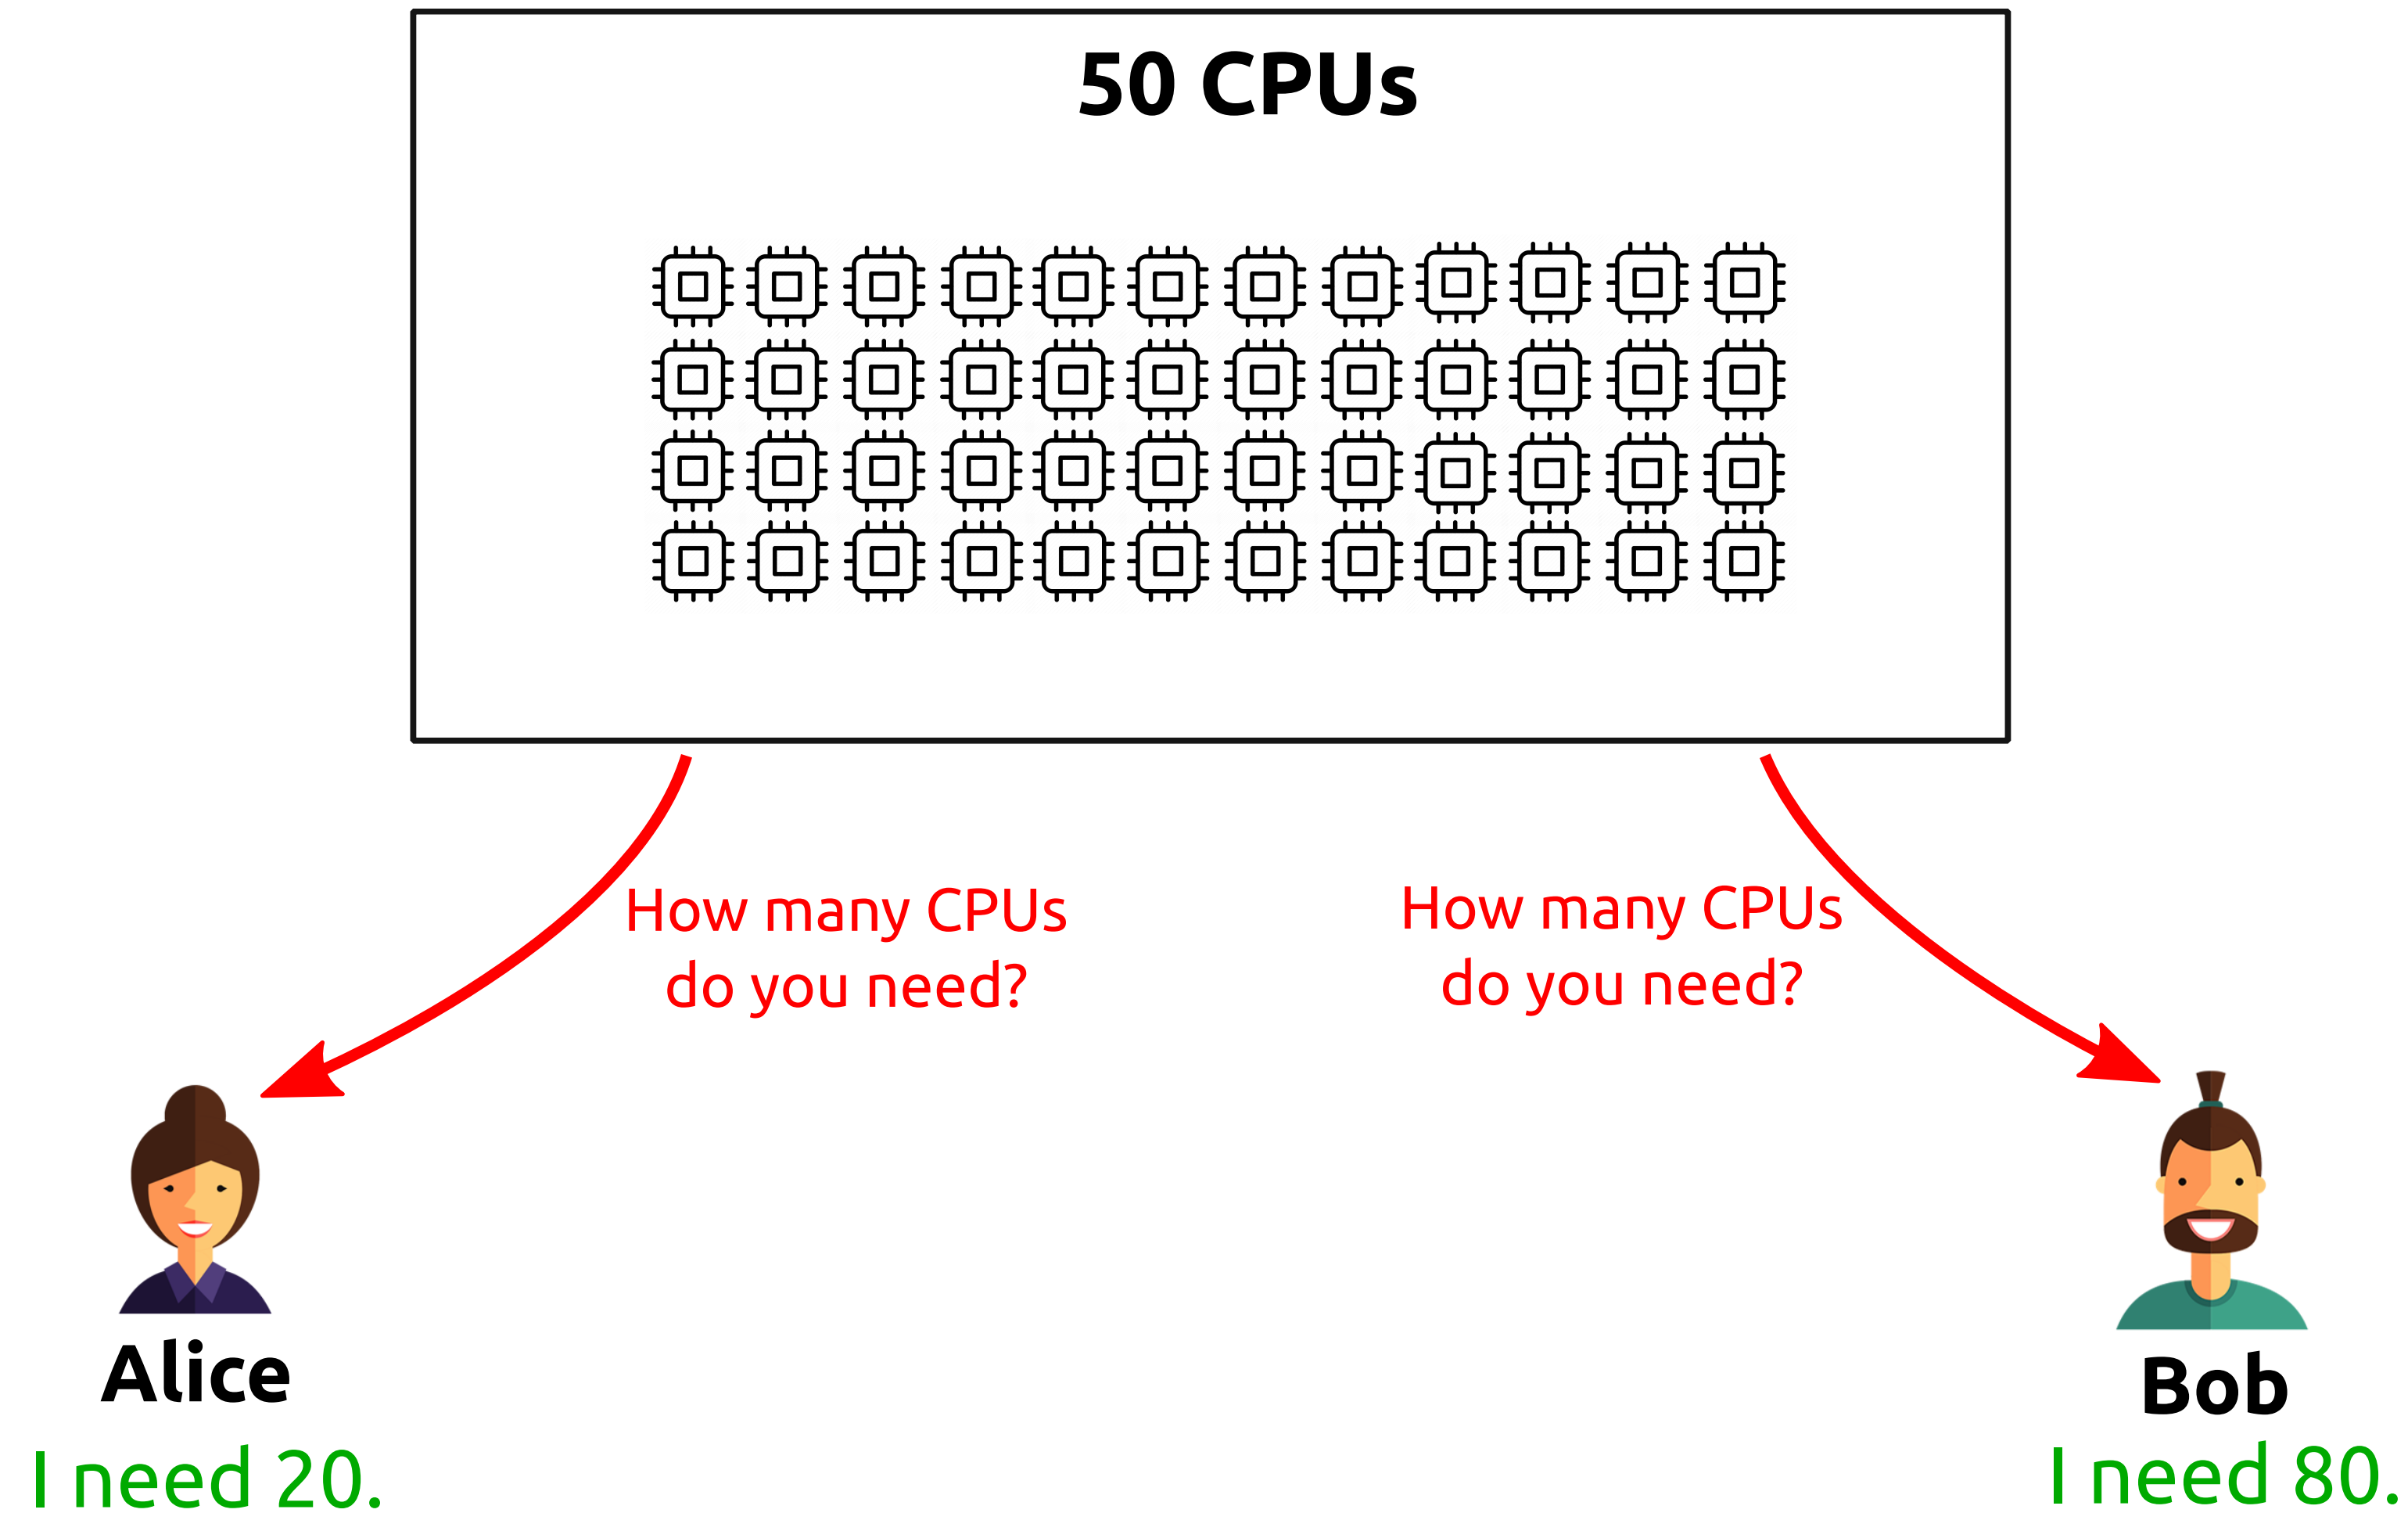 50 CPUs
How many CPUs
do you need?
How many CPUs
do you need?
Alice
I need 20.
Bob
I need 80.